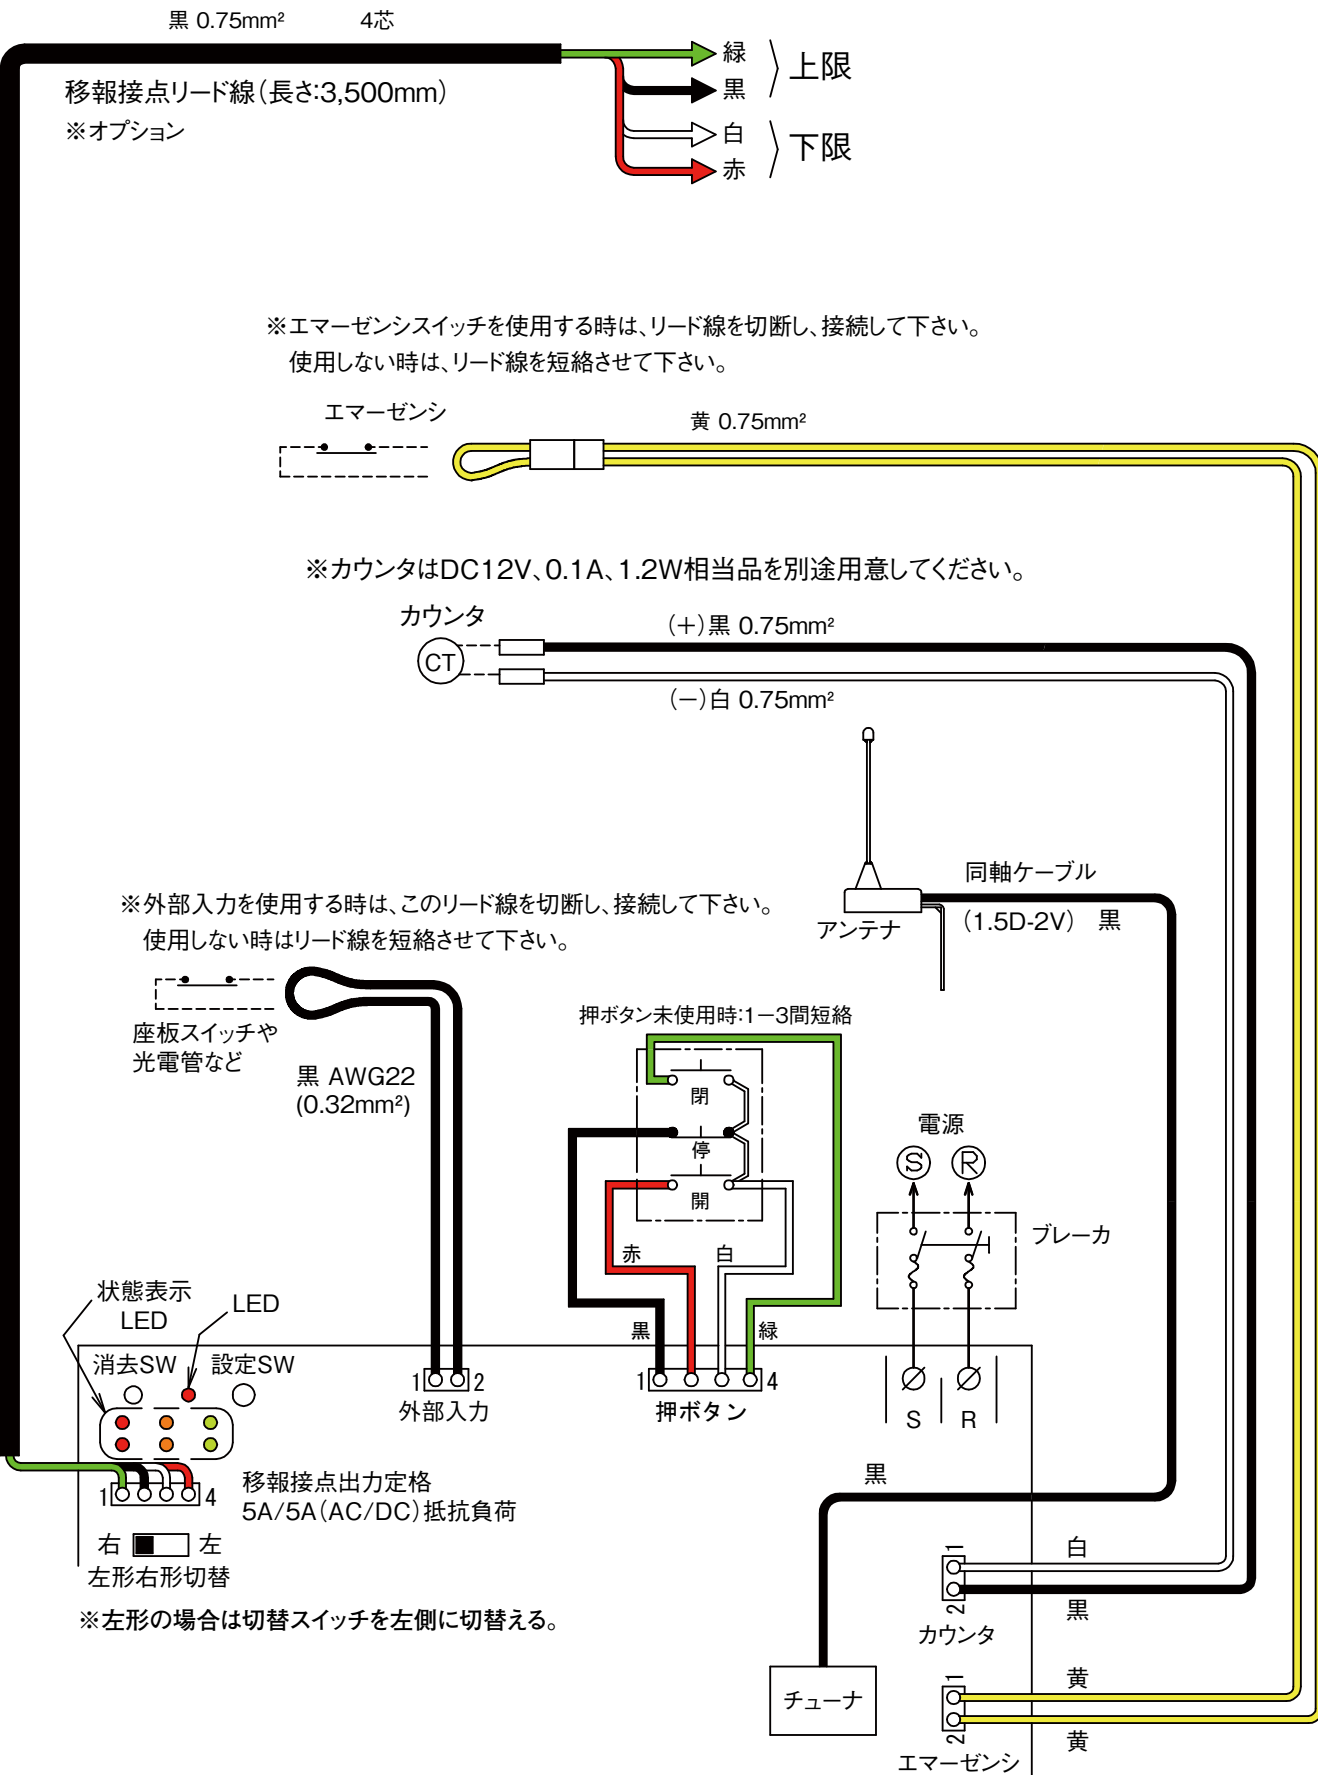 黒 0.75mm² 4芯
緑
黒
上限
白
赤
下限
移報接点リード線(長さ:3,500mm)
※オプション
※エマーゼンシスイッチを使用する時は、リード線を切断し、接続して下さい。
使用しない時は、リード線を短絡させて下さい。
エマーゼンシ
黄 0.75mm²
※カウンタはDC12V、0.1A、1.2W相当品を別途用意してください。
カウンタ
CT
(+)黒 0.75mm²
(−)白 0.75mm²
同軸ケーブル
(1.5D-2V) 黒
アンテナ
※外部入力を使用する時は、このリード線を切断し、接続して下さい。
使用しない時はリード線を短絡させて下さい。
座板スイッチや
光電管など
黒 AWG22
(0.32mm²)
押ボタン未使用時:1−3間短絡
閉
停
開
赤
白
黒
緑
電源
S
R
ブレーカ
状態表示
LED
LED
消去SW
設定SW
1
2
外部入力
1
4
押ボタン
S
R
1
4
移報接点出力定格
5A/5A(AC/DC)抵抗負荷
右
左
左形右形切替
※左形の場合は切替スイッチを左側に切替える。
黒
チューナ
1
2
カウンタ
白
黒
1
2
エマーゼンシ
黄
黄